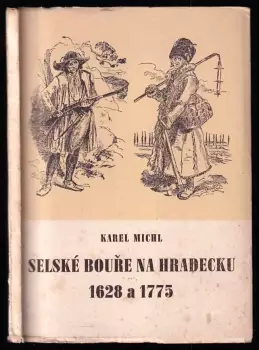 KAREL MICHL
SELSKÉ BOUŘE NA HRADECKU
1628 a 1775